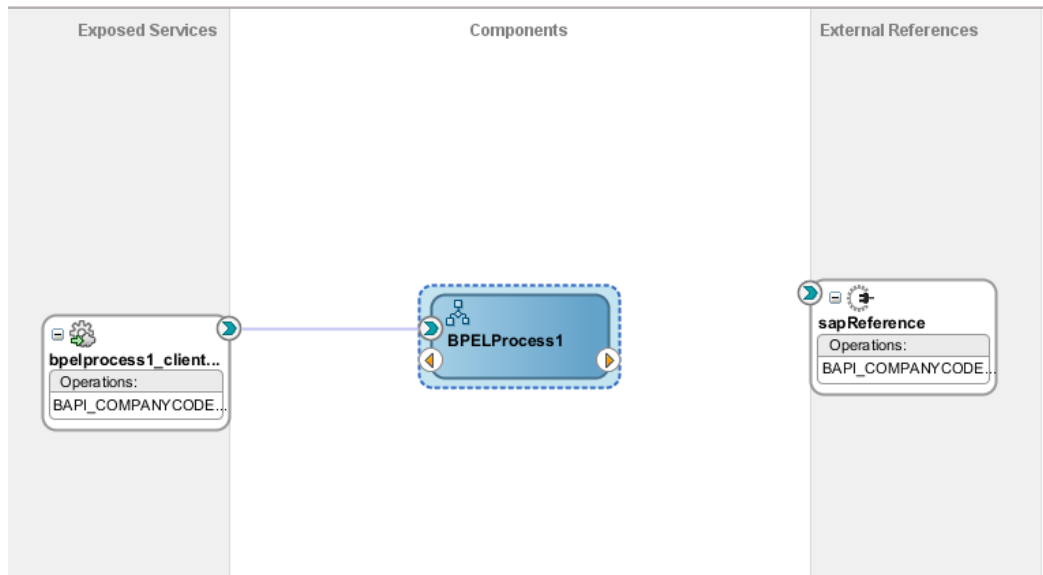 Exposed Services
Components
External References
bpelprocess1_client...
Operations:
BAPI_COMPANYCODE...
BPELProcess1
sapReference
Operations:
BAPI_COMPANYCODE...